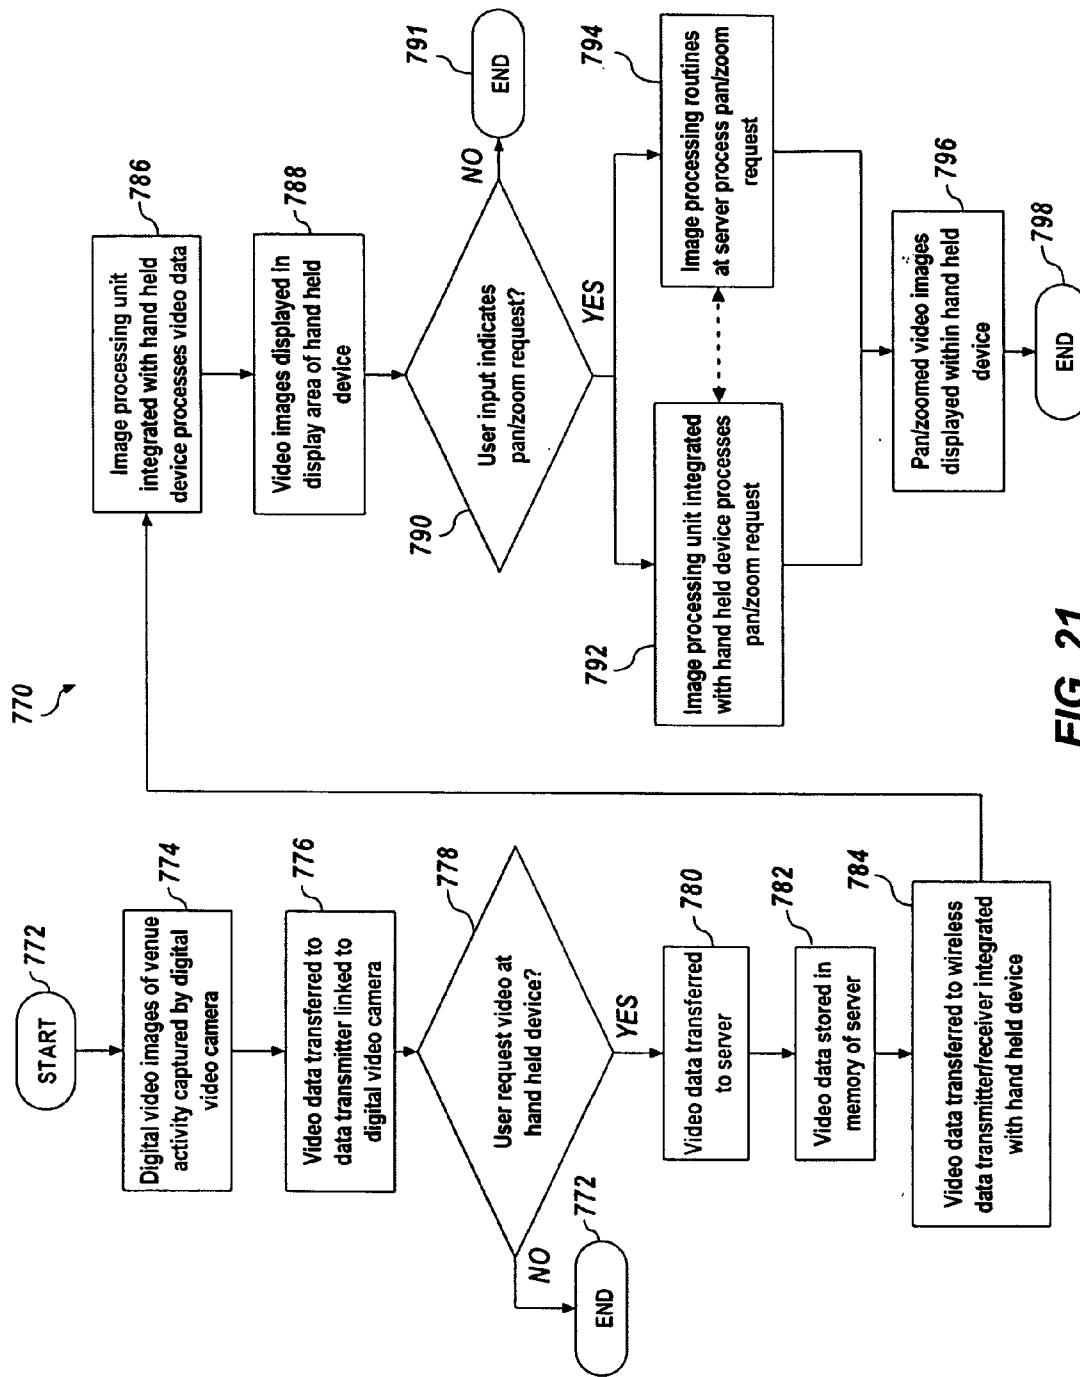 770
772
START
774
Digital video images of venue
activity captured by digital
video camera
776
Video data transferred to
data transmitter linked to
digital video camera
778
User request video at
hand held device?
NO
772
END
YES
780
Video data transferred
to server
782
Video data stored in
memory of server
784
Video data transferred to wireless
data transmitter/receiver integrated
with hand held device
786
Image processing unit
integrated with hand held
device processes video data
788
Video images displayed in
display area of hand held
device
790
User input indicates
pan/zoom request?
NO
791
END
YES
792
Image processing unit integrated
with hand held device processes
pan/zoom request
794
Image processing routines
at server process pan/zoom
request
796
Pan/zoomed video images
displayed within hand held
device
798
END
FIG. 21